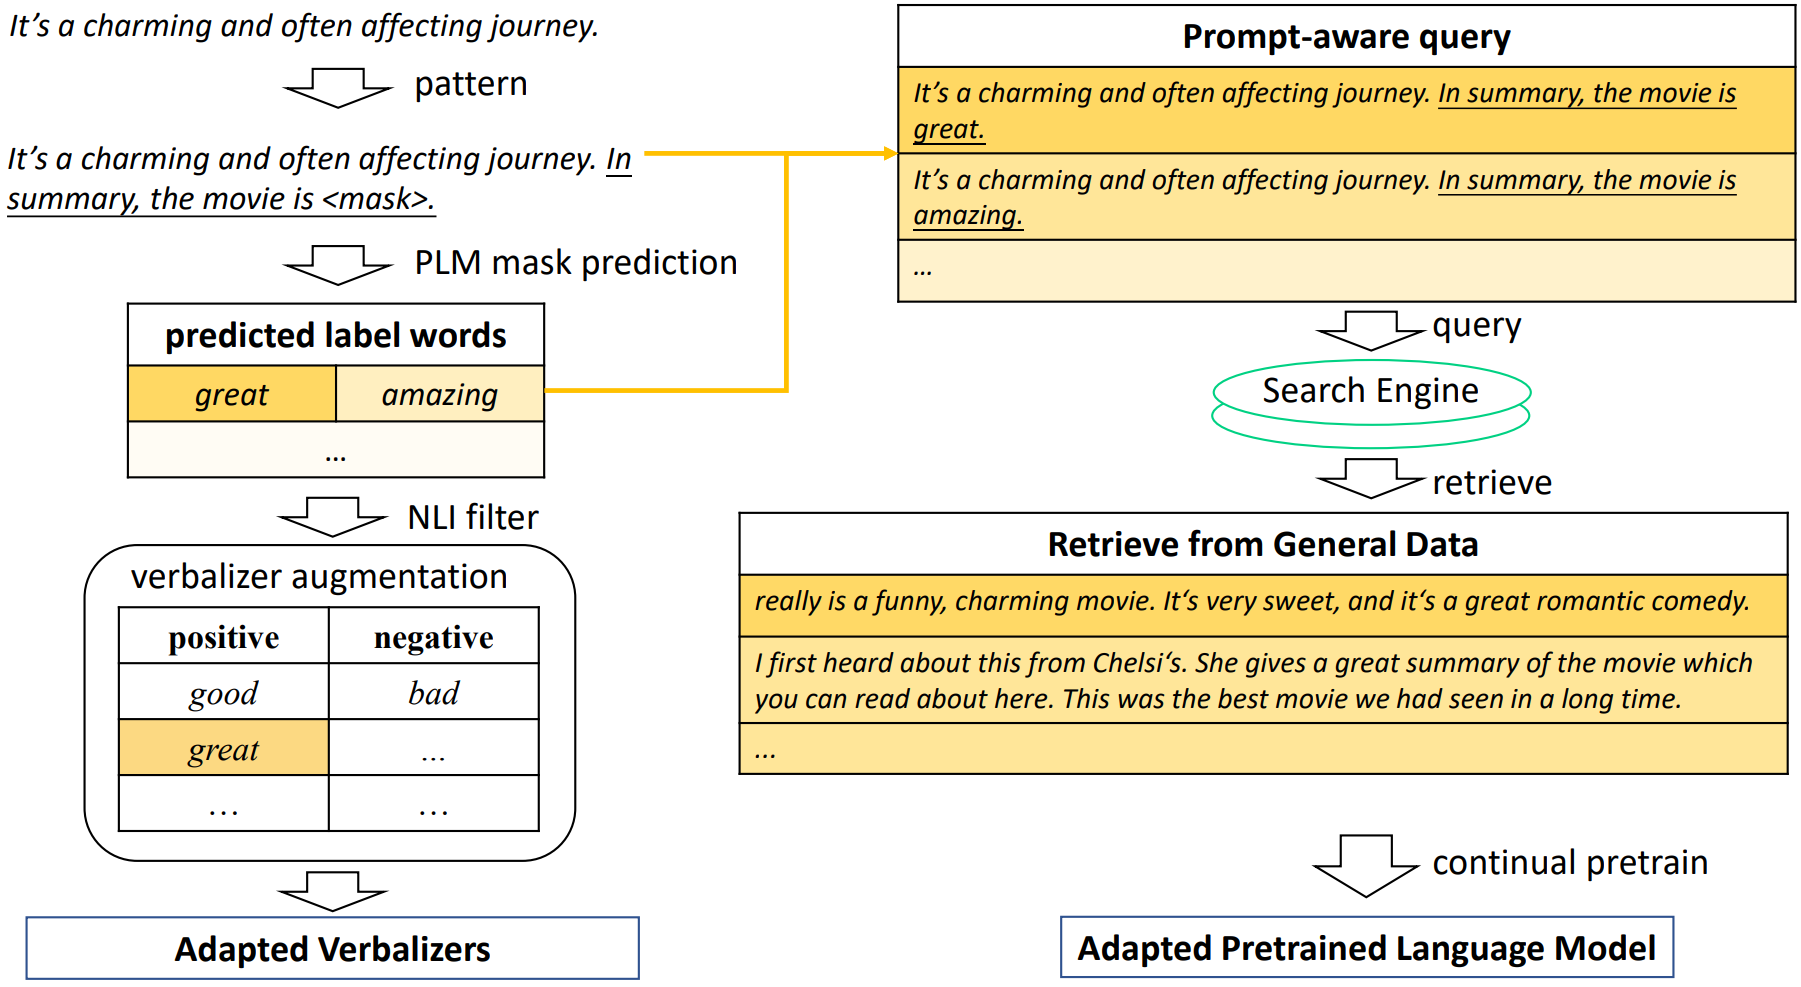 It's a charming and often affecting journey.
pattern
It's a charming and often affecting journey. In
summary, the movie is <mask>.
PLM mask prediction
predicted label words
great amazing
...
NLI filter
verbalizer augmentation
positive negative
good bad
great ...
... ...
Adapted Verbalizers
Prompt-aware query
It's a charming and often affecting journey. In summary, the movie is
great.
It's a charming and often affecting journey. In summary, the movie is
amazing.
...
query
Search Engine
retrieve
Retrieve from General Data
really is a funny, charming movie. It‘s very sweet, and it‘s a great romantic comedy.
I first heard about this from Chelsi‘s. She gives a great summary of the movie which
you can read about here. This was the best movie we had seen in a long time.
...
continual pretrain
Adapted Pretrained Language Model